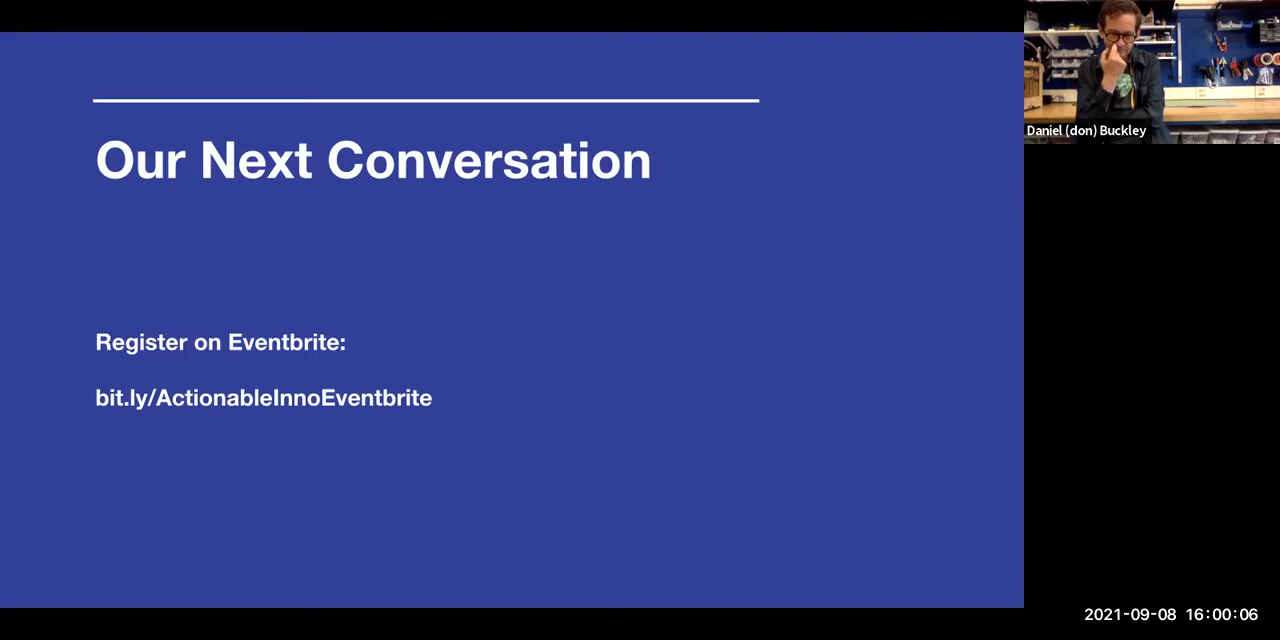 Our Next Conversation
Register on Eventbrite:
bit.ly/ActionableInnoEventbrite
Daniel (don) Buckley
2021-09-08 16:00:06